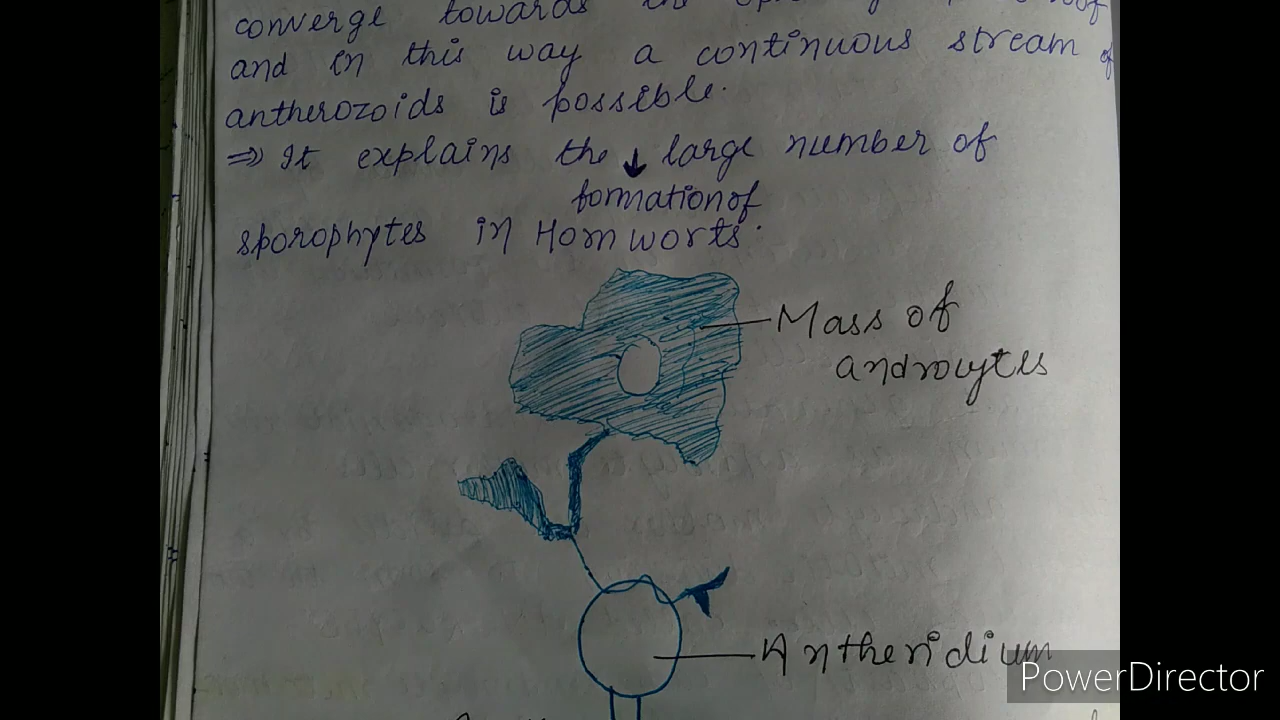 converge towards the
and in this way a continuous stream of
antherozoids is possible.
⇒ It explains the ↓ large number of
formation of
sporophytes in Hornworts.
Mass of
androcytes
Antheridium
PowerDirector